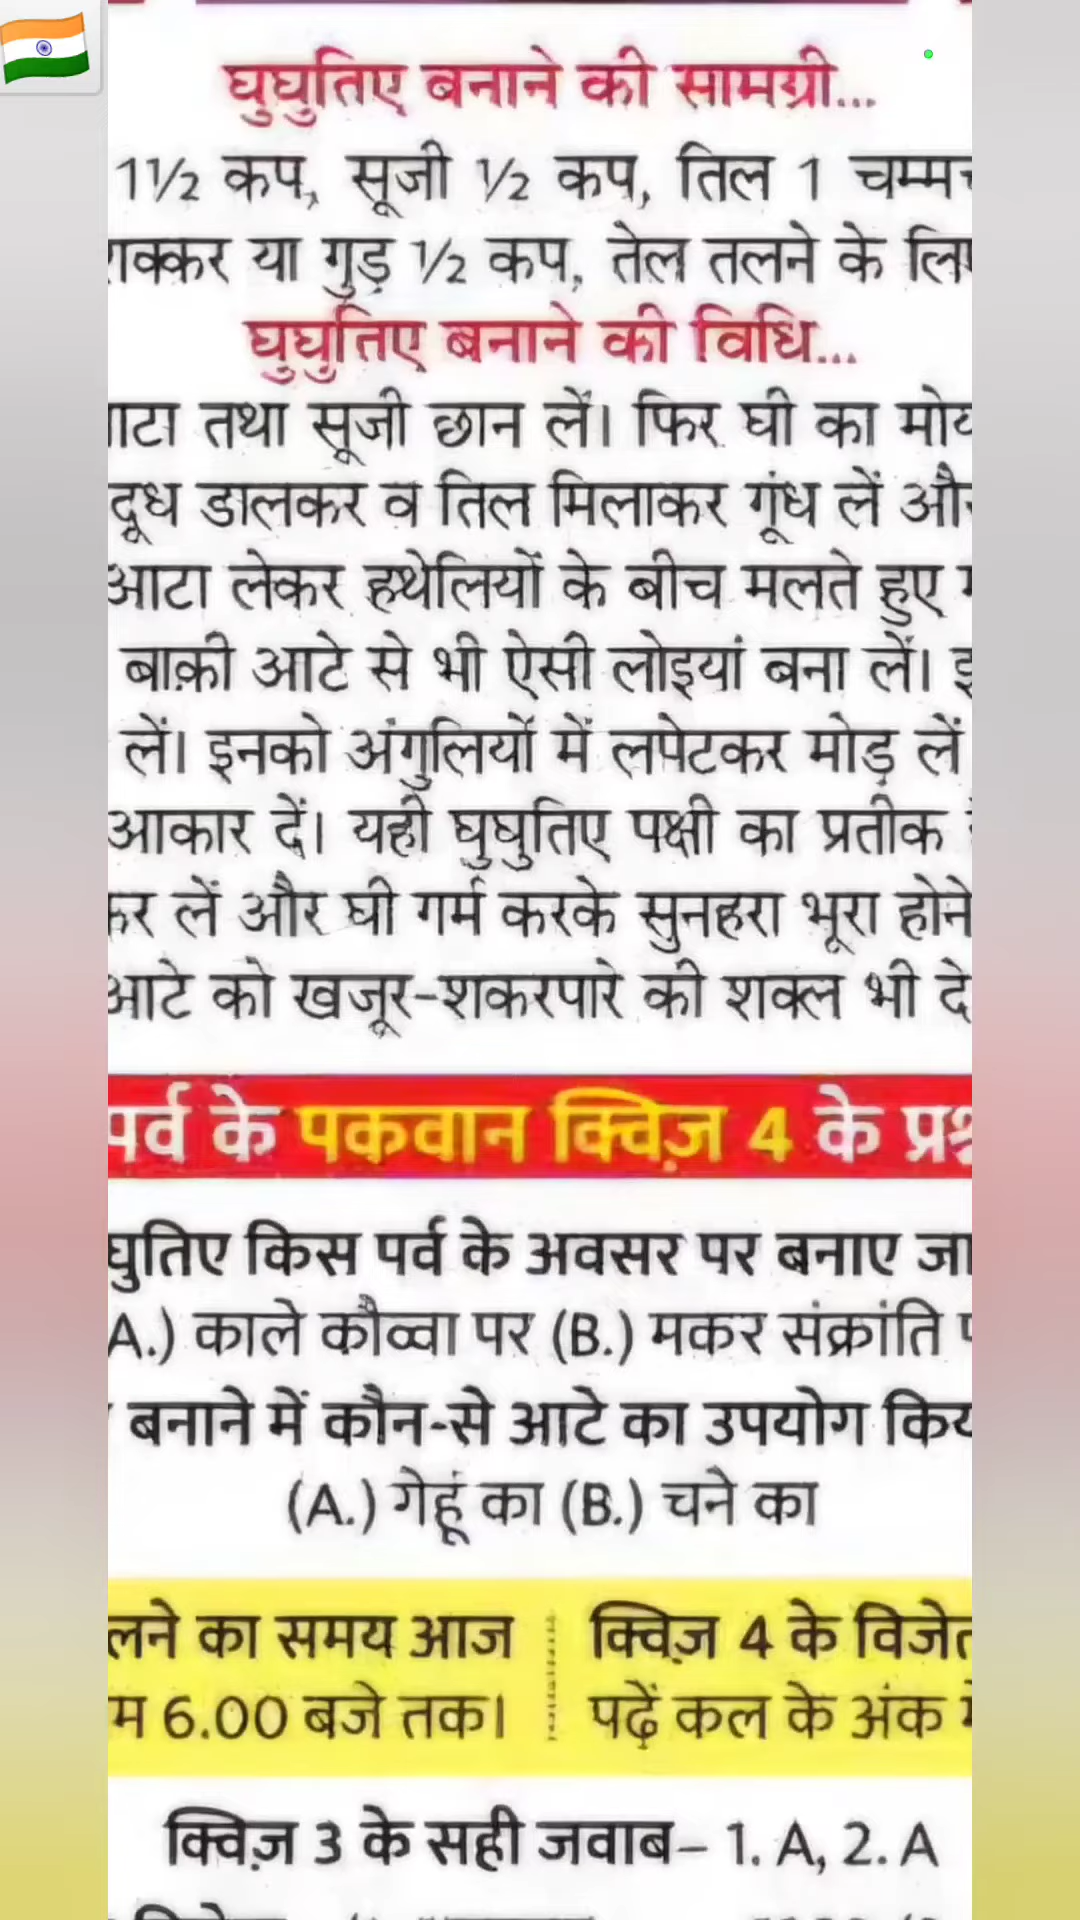 घुघुतिए बनाने की सामग्री...
1½ कप, सूजी ½ कप, तिल 1
या गुड़ ½ कप, तेल तलने के
घुघुतिए बनाने की विधि...
तथा सूजी छान लें। फिर घी का
दूध डालकर व तिल मिलाकर गूंध लें
आटा लेकर हथेलियों के बीच मलते हुए
बाक़ी आटे से भी ऐसी लोइयां बना लें।
लें। इनको अंगुलियों में लपेटकर मोड़ लें
आकार दें। यही घुघुतिए पक्षी का प्रतीक
लें और घी गर्म करके सुनहरा भूरा होने
आटे को खजूर-शकरपारे की शक्ल भी दे
पर्व के पकवान क्विज़ 4 के
किस पर्व के अवसर पर बनाए
A.) काले कौव्वा पर (B.) मकर संक्रांति
बनाने में कौन-से आटे का उपयोग
(A.) गेहूं का (B.) चने का
का समय आज
6.00 बजे तक।
क्विज़ 4 के
पढ़ें कल के अंक
क्विज़ 3 के सही जवाब– 1. A, 2. A